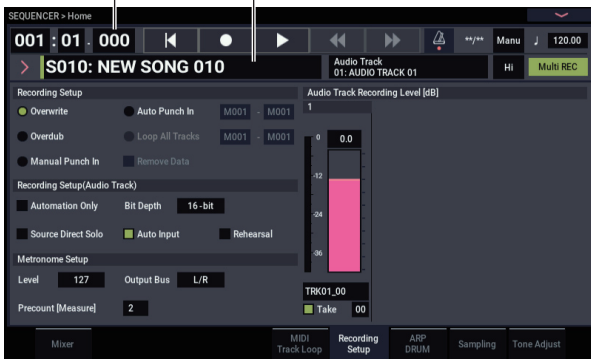 SEQUENCER > Home
001 : 01 . 000
**/** Manu ♩ 120.00
S010: NEW SONG 010
Audio Track
01: AUDIO TRACK 01
Hi
Multi REC
Recording Setup
Overwrite
Auto Punch In M001 - M001
Overdub
Loop All Tracks M001 - M001
Manual Punch In
Remove Data
Recording Setup(Audio Track)
Automation Only
Bit Depth 16-bit
Source Direct Solo
Auto Input
Rehearsal
Metronome Setup
Level 127
Output Bus L/R
Precount [Measure] 2
Audio Track Recording Level [dB]
1
0
0.0
-12
-24
-36
TRK01_00
Take 00
Mixer
MIDI
Track Loop
Recording
Setup
ARP
DRUM
Sampling
Tone Adjust